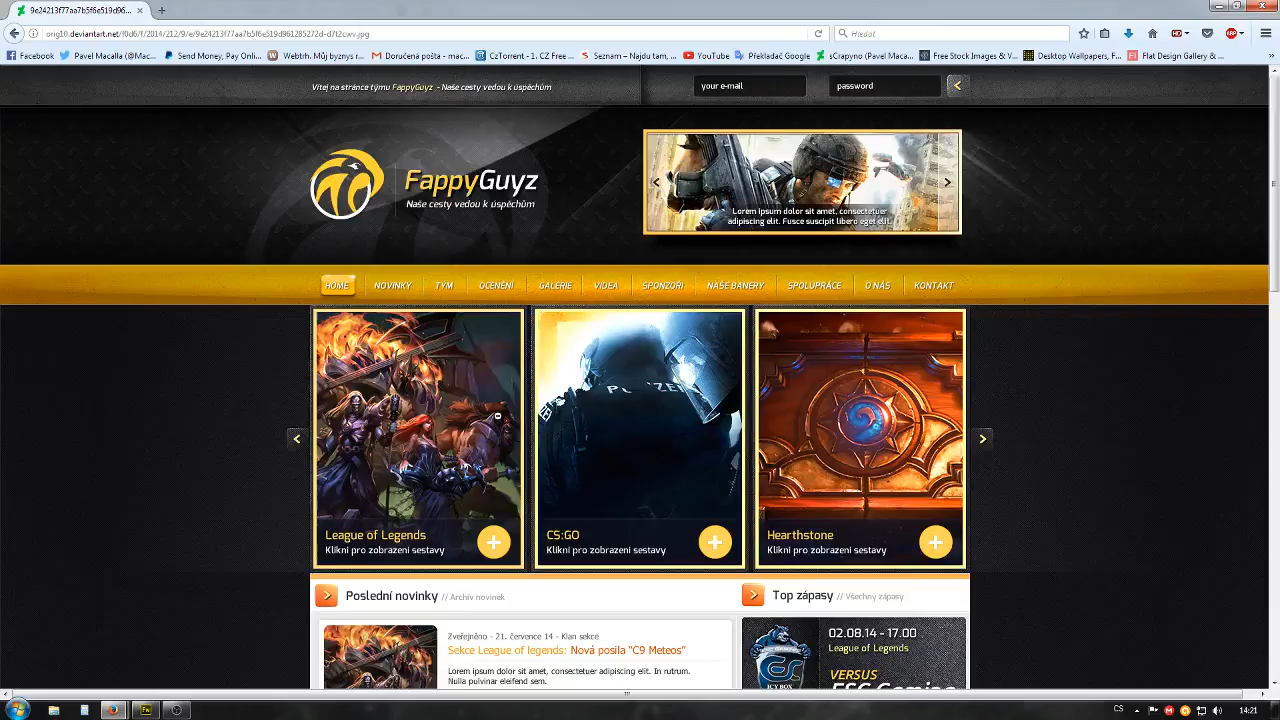 9e24213f77aa7b5f6e519d96...
orig10.deviantart.net/f0d6/f/2014/212/9/e/9e24213f77aa7b5f6e519d961285272d-d7t2cwv.jpg
Hledat
Facebook
Pavel Macalla (@Mac...
Send Money, Pay Onli...
Webtrh. Můj ohodnoce...
Doručená pošta – mac...
CzTorrent - 1. CZ Free ...
Seznam – Najdu tam, ...
YouTube
Překladač Google
sCrapyno (Pavel Maca...
Free Stock Images & V...
Desktop Wallpapers, F...
Flat Design Gallery & ...
Vítej na stránce týmu FappyGuyz - Naše cesty vedou k úspěchům
your e-mail
password
FappyGuyz
Naše cesty vedou k úspěchům
Lorem ipsum dolor sit amet, consectetuer
adipiscing elit. Fusce suscipit libero eget elit.
HOME
NOVINKY
TÝM
OCENĚNÍ
GALERIE
VIDEA
SPONZOŘI
NAŠE BANERY
SPOLUPRÁCE
O NÁS
KONTAKT
League of Legends
Klikni pro zobrazení sestavy
CS:GO
Klikni pro zobrazení sestavy
Hearthstone
Klikni pro zobrazení sestavy
Poslední novinky // Archív novinek
Top zápasy // Všechny zápasy
Zveřejněno - 21. července 14 - Klan sekce
Sekce League of legends: Nová posila "C9 Meteos"
Lorem ipsum dolor sit amet, consectetuer adipiscing elit. In rutrum.
Nulla pulvinar eleifend sem.
02.08.14 - 17.00
League of Legends
VERSUS
ESC Gaming
ICY BOX
CS
14:21